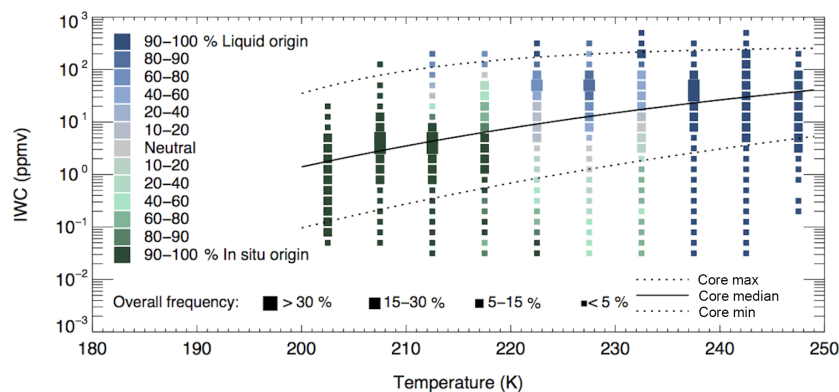 10³
10²
10¹
10⁰
10⁻¹
10⁻²
10⁻³
IWC (ppmv)
90–100 % Liquid origin
80–90
60–80
40–60
20–40
10–20
Neutral
10–20
20–40
40–60
60–80
80–90
90–100 % In situ origin
Overall frequency: > 30 % 15–30 % 5–15 % < 5 %
Core max
Core median
Core min
180 190 200 210 220 230 240 250
Temperature (K)